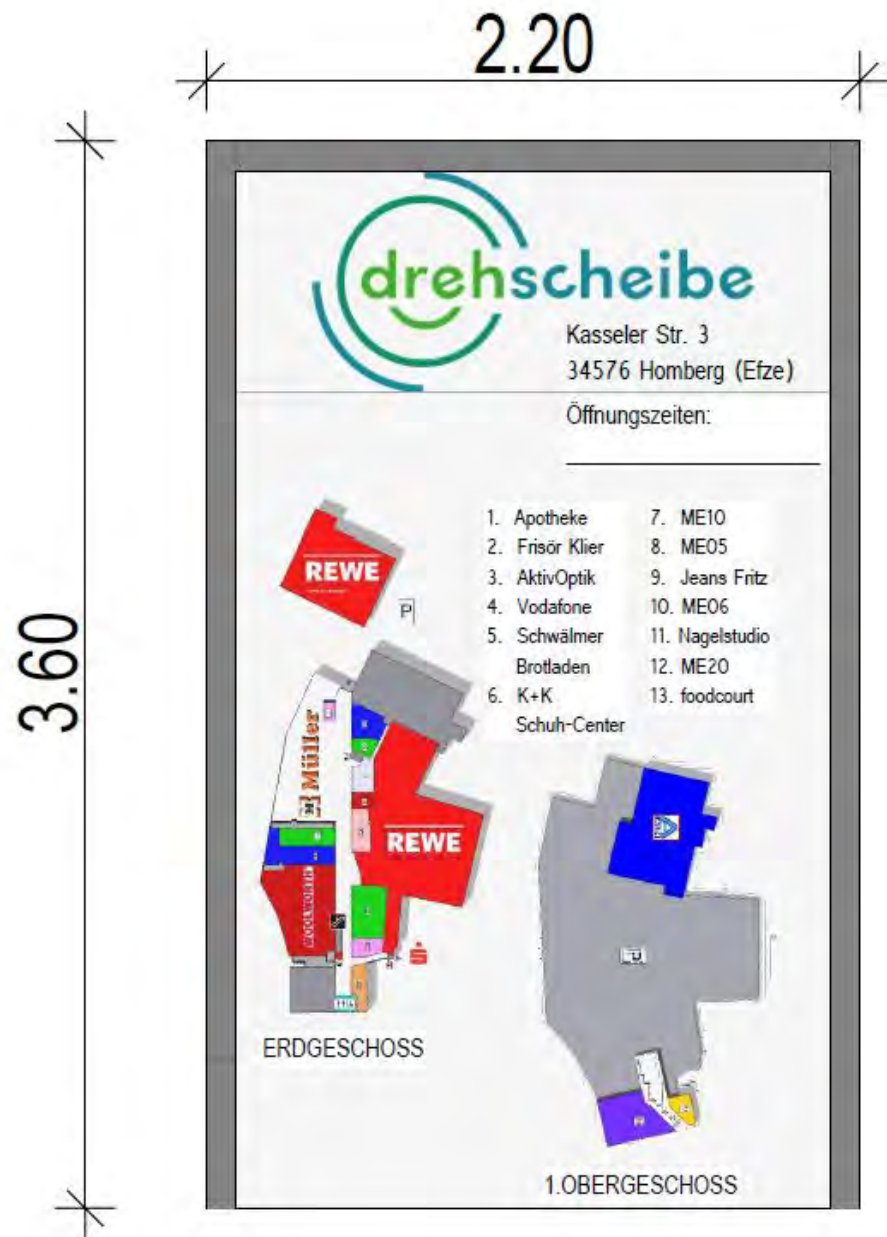 2.20
3.60
drehscheibe
Kasseler Str. 3
34576 Homberg (Efze)
Öffnungszeiten:
1. Apotheke
2. Frisör Klier
3. AktivOptik
4. Vodafone
5. Schwälmer
Brotladen
6. K+K
Schuh-Center
7. ME10
8. ME05
9. Jeans Fritz
10. ME06
11. Nagelstudio
12. ME20
13. foodcourt
REWE
P
Müller
REWE
WOOLWORTH
ERDGESCHOSS
P
1.OBERGESCHOSS